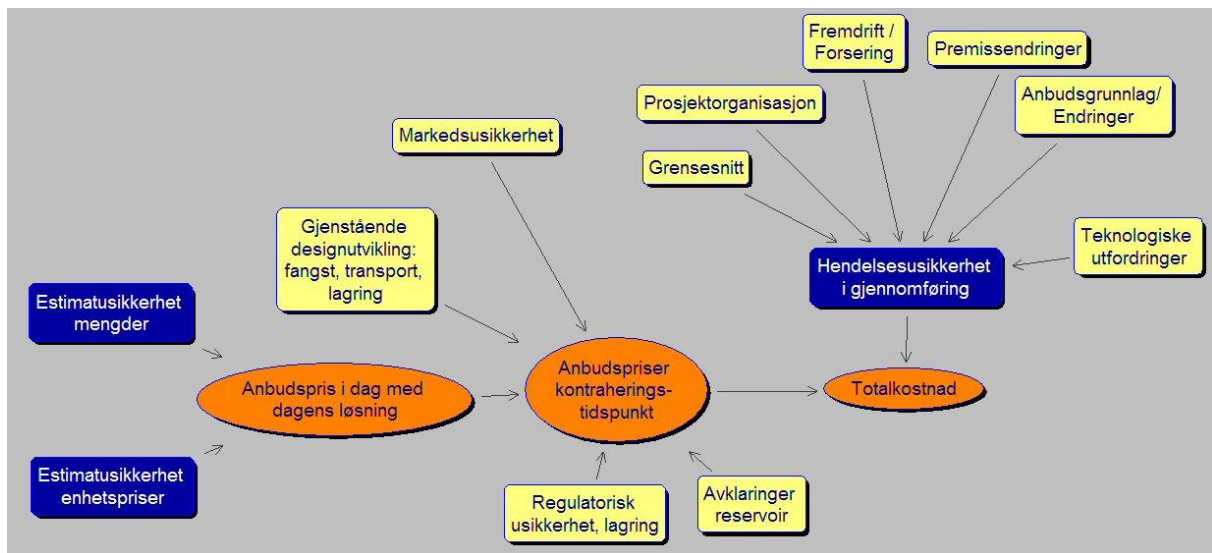 Fremdrift /
Forsering
Premissendringer
Prosjektorganisasjon
Anbudsgrunnlag/
Endringer
Markedsusikkerhet
Grensesnitt
Gjenstående
designutvikling:
fangst, transport,
lagring
Teknologiske
utfordringer
Hendelsesusikkerhet
i gjennomføring
Estimatusikkerhet
mengder
Anbudspris i dag med
dagens løsning
Anbudspriser
kontraherings-
tidspunkt
Totalkostnad
Estimatusikkerhet
enhetspriser
Regulatorisk
usikkerhet, lagring
Avklaringer
reservoir